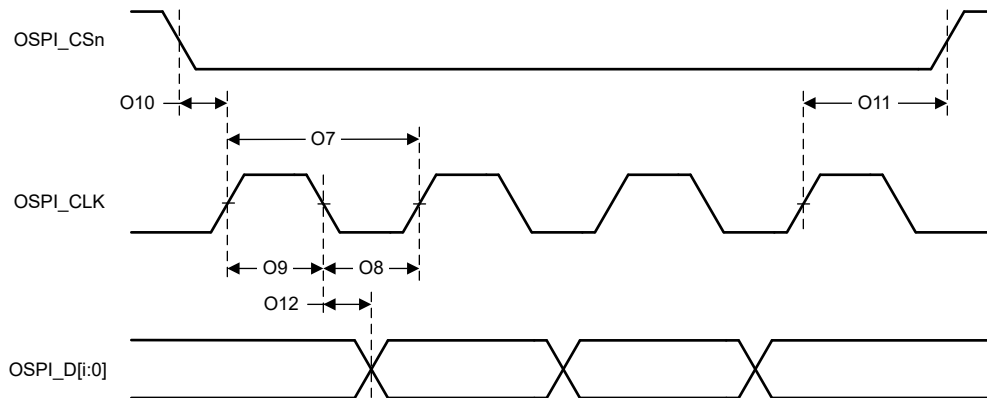 OSPI_CSn
O10
O11
O7
OSPI_CLK
O9
O8
O12
OSPI_D[i:0]